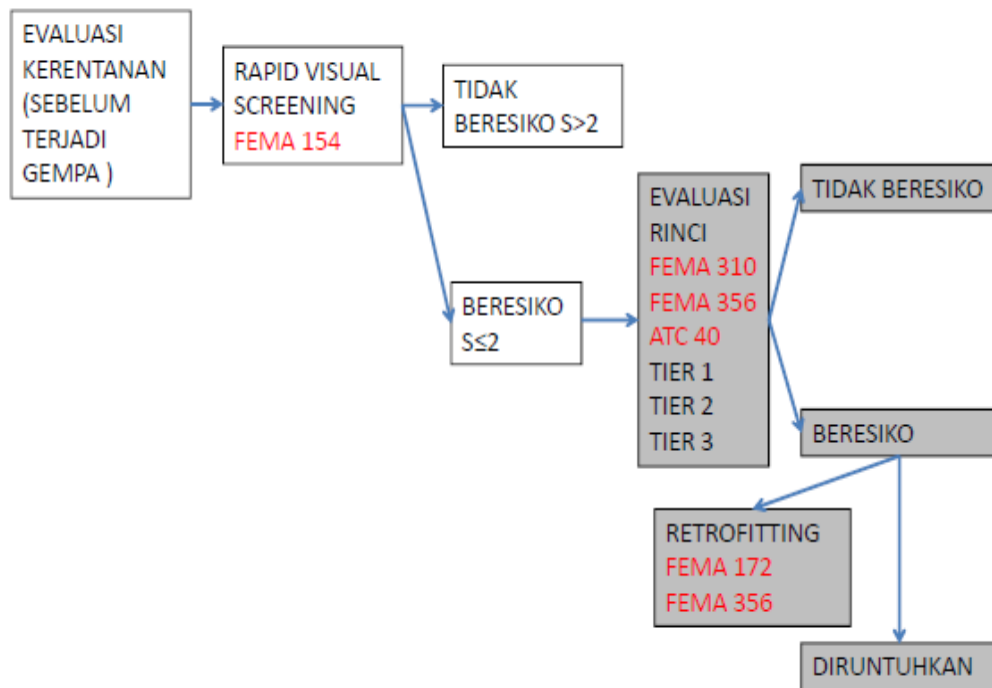 EVALUASI
KERENTANAN
(SEBELUM
TERJADI
GEMPA )
RAPID VISUAL
SCREENING
FEMA 154
TIDAK
BERESIKO S>2
BERESIKO
S≤2
EVALUASI
RINCI
FEMA 310
FEMA 356
ATC 40
TIER 1
TIER 2
TIER 3
TIDAK BERESIKO
BERESIKO
RETROFITTING
FEMA 172
FEMA 356
DIRUNTUHKAN